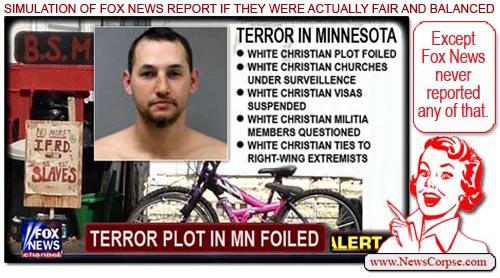 SIMULATION OF FOX NEWS REPORT IF THEY WERE ACTUALLY FAIR AND BALANCED
B.S.M
NO MORE
I.F.R.D.
SLAVES
TERROR IN MINNESOTA
● WHITE CHRISTIAN PLOT FOILED
● WHITE CHRISTIAN CHURCHES
UNDER SURVEILLENCE
● WHITE CHRISTIAN VISAS
SUSPENDED
● WHITE CHRISTIAN MILITIA
MEMBERS QUESTIONED
● WHITE CHRISTIAN TIES TO
RIGHT-WING EXTREMISTS
FOX
NEWS
channel
TERROR PLOT IN MN FOILED
ALERT
Except
Fox News
never
reported
any of that.
www.NewsCorpse.com